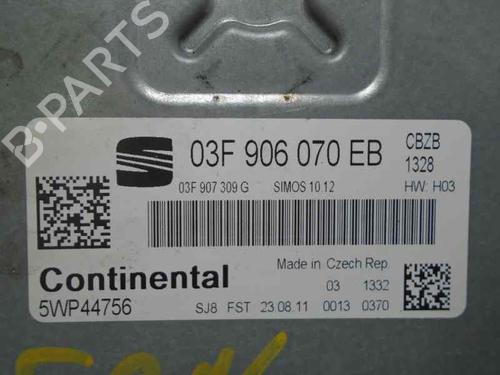 B-PARTS
03F 906 070 EB
CBZB
1328
03F 907 309 G SIMOS 10.12 HW: H03
Continental
Made in Czech Rep.
03 1332
5WP44756 SJ8 FST 23.08.11 0013 0370